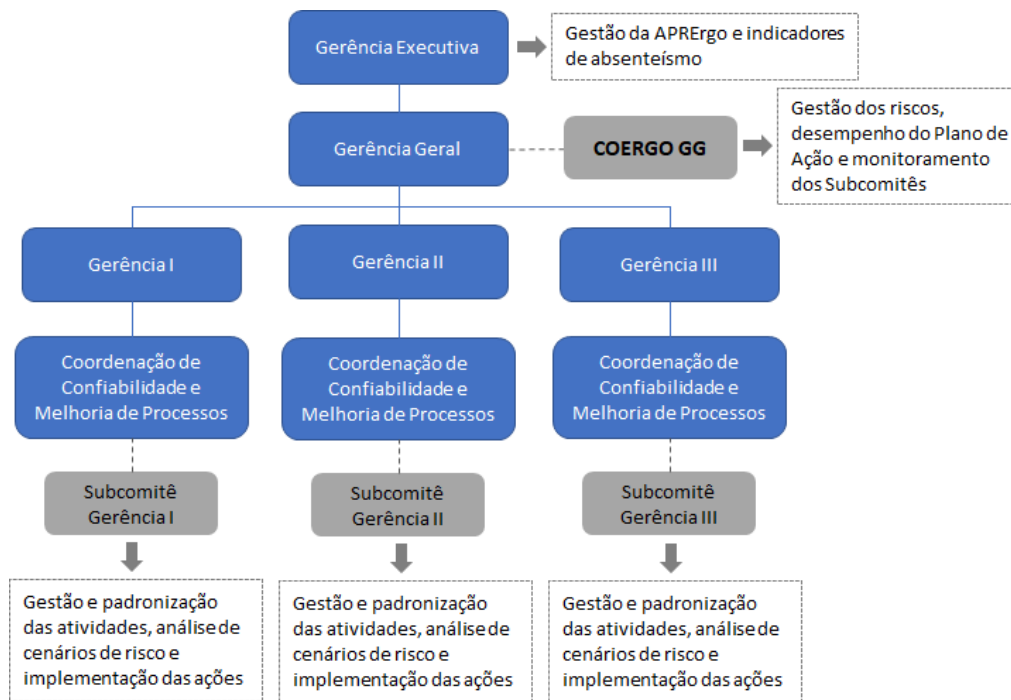 Gerência Executiva
Gestão da APRErgo e indicadores
de absenteísmo
Gerência Geral
COERGO GG
Gestão dos riscos,
desempenho do Plano de
Ação e monitoramento
dos Subcomitês
Gerência I
Gerência II
Gerência III
Coordenação de
Confiabilidade e
Melhoria de Processos
Coordenação de
Confiabilidade e
Melhoria de Processos
Coordenação de
Confiabilidade e
Melhoria de Processos
Subcomitê
Gerência I
Subcomitê
Gerência II
Subcomitê
Gerência III
Gestão e padronização
das atividades, análise de
cenários de risco e
implementação das ações
Gestão e padronização
das atividades, análise de
cenários de risco e
implementação das ações
Gestão e padronização
das atividades, análise de
cenários de risco e
implementação das ações